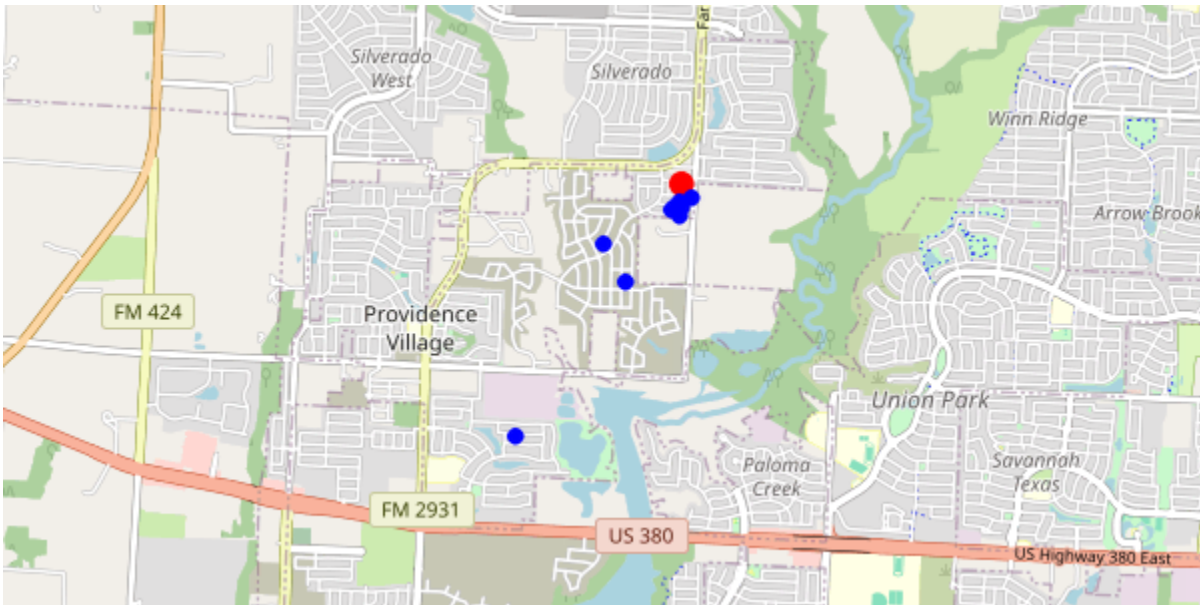 Far
Silverado
West
Silverado
Winn Ridge
Arrow Brook
FM 424
Providence
Village
Union Park
Paloma
Creek
Savannah
Texas
FM 2931
US 380
US Highway 380 East